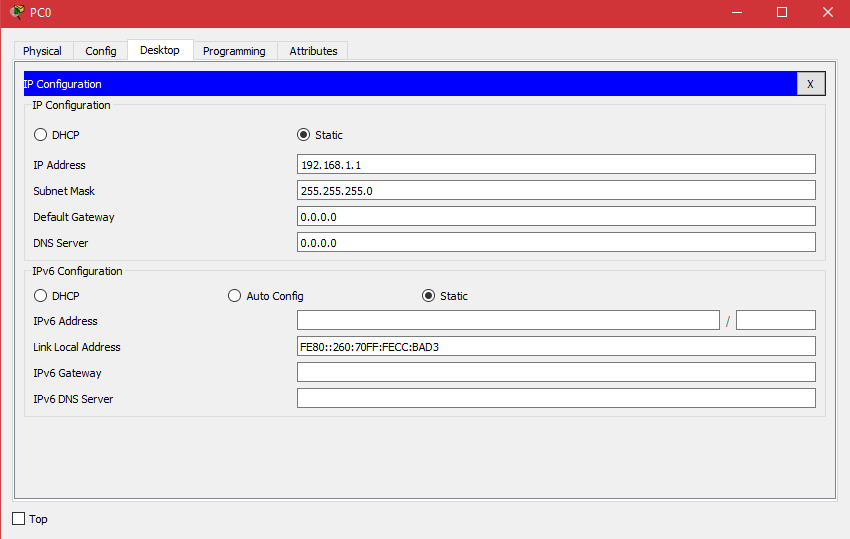 PC0
Physical Config Desktop Programming Attributes
IP Configuration X
IP Configuration
DHCP Static
IP Address 192.168.1.1
Subnet Mask 255.255.255.0
Default Gateway 0.0.0.0
DNS Server 0.0.0.0
IPv6 Configuration
DHCP Auto Config Static
IPv6 Address /
Link Local Address FE80::260:70FF:FECC:BAD3
IPv6 Gateway
IPv6 DNS Server
Top